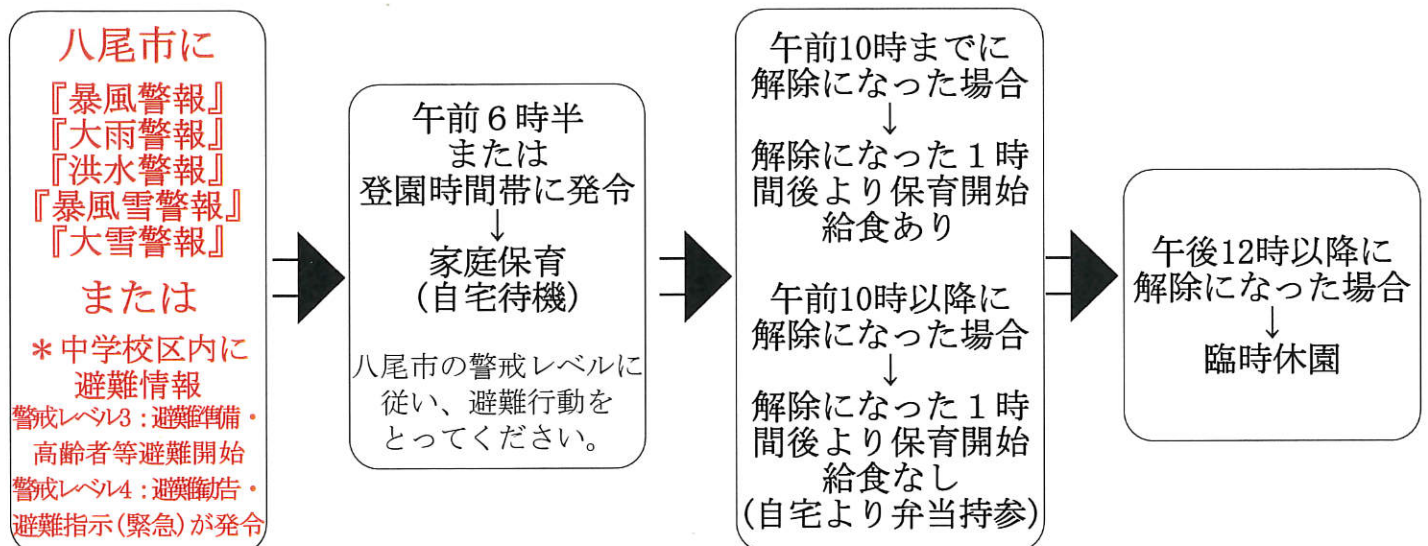 八尾市に
『暴風警報』
『大雨警報』
『洪水警報』
『暴風雪警報』
『大雪警報』
または
＊中学校区内に
避難情報
警戒レベル3：避難準備・
高齢者等避難開始
警戒レベル4：避難勧告・
避難指示(緊急)が発令
午前６時半
または
登園時間帯に発令
↓
家庭保育
(自宅待機)
八尾市の警戒レベルに
従い、避難行動を
とってください。
午前10時までに
解除になった場合
↓
解除になった１時
間後より保育開始
給食あり
午前10時以降に
解除になった場合
↓
解除になった１時
間後より保育開始
給食なし
(自宅より弁当持参)
午後12時以降に
解除になった場合
↓
臨時休園